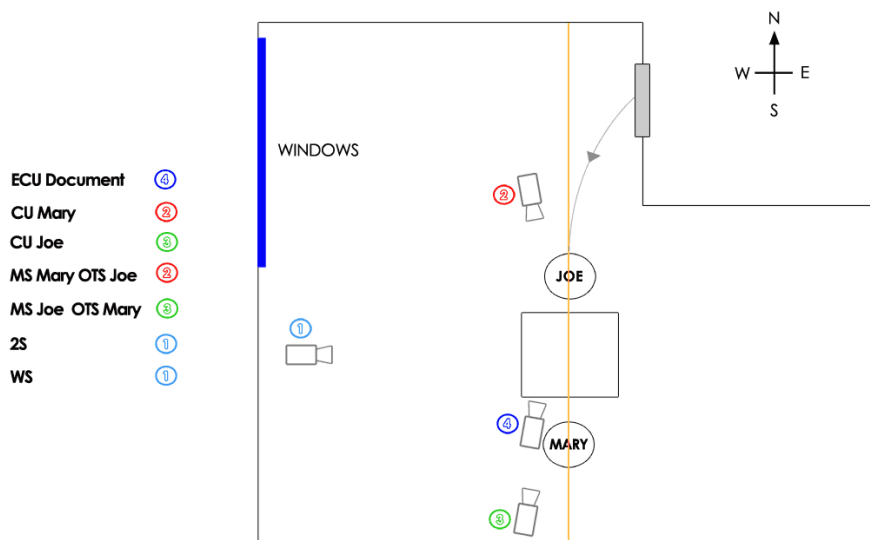 N
W E
S
WINDOWS
ECU Document 4
CU Mary 2
CU Joe 3
MS Mary OTS Joe 2
MS Joe OTS Mary 3
2S 1
WS 1
2
JOE
1
4
MARY
3